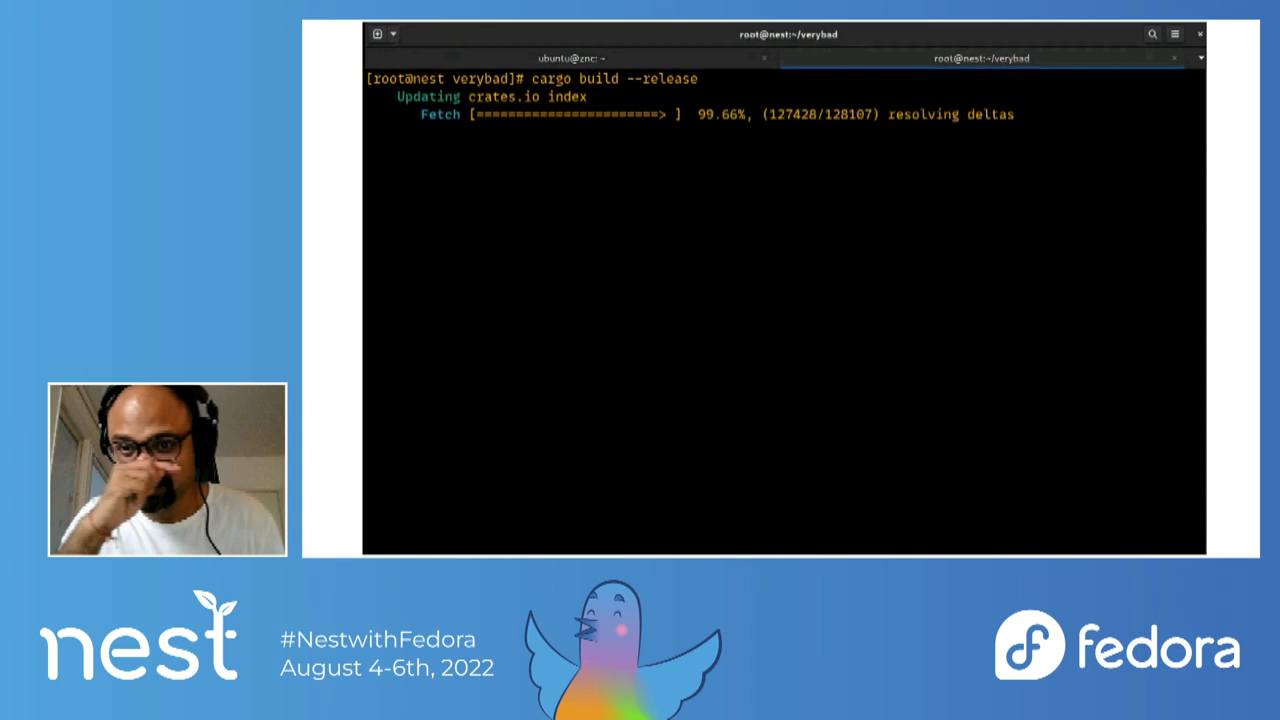 root@nest:~/verybad
ubuntu@znc: ~
root@nest:~/verybad
[root@nest verybad]# cargo build --release
Updating crates.io index
Fetch [=======================> ] 99.66%, (127428/128107) resolving deltas
nest
#NestwithFedora
August 4-6th, 2022
fedora